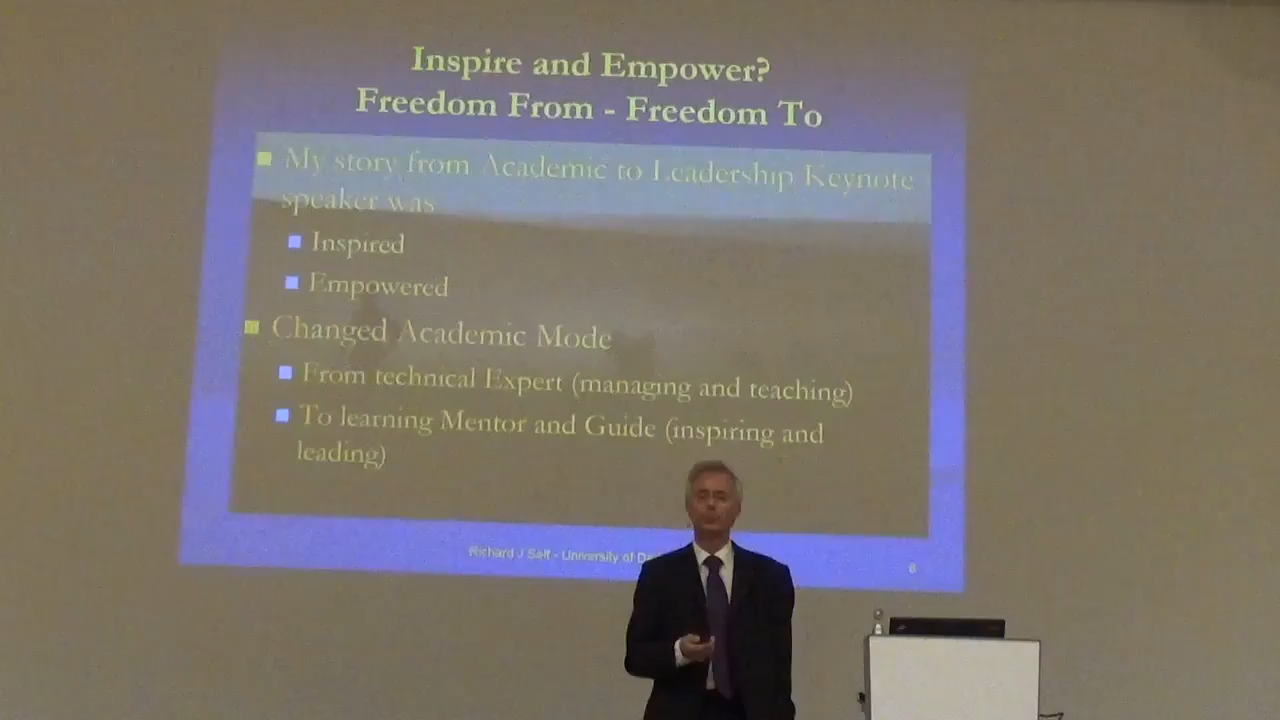 Inspire and Empower?
Freedom From - Freedom To
My story from Academic to Leadership Keynote
speaker was
Inspired
Empowered
Changed Academic Mode
From technical Expert (managing and teaching)
To learning Mentor and Guide (inspiring and
leading)
Richard J Self - University of
6